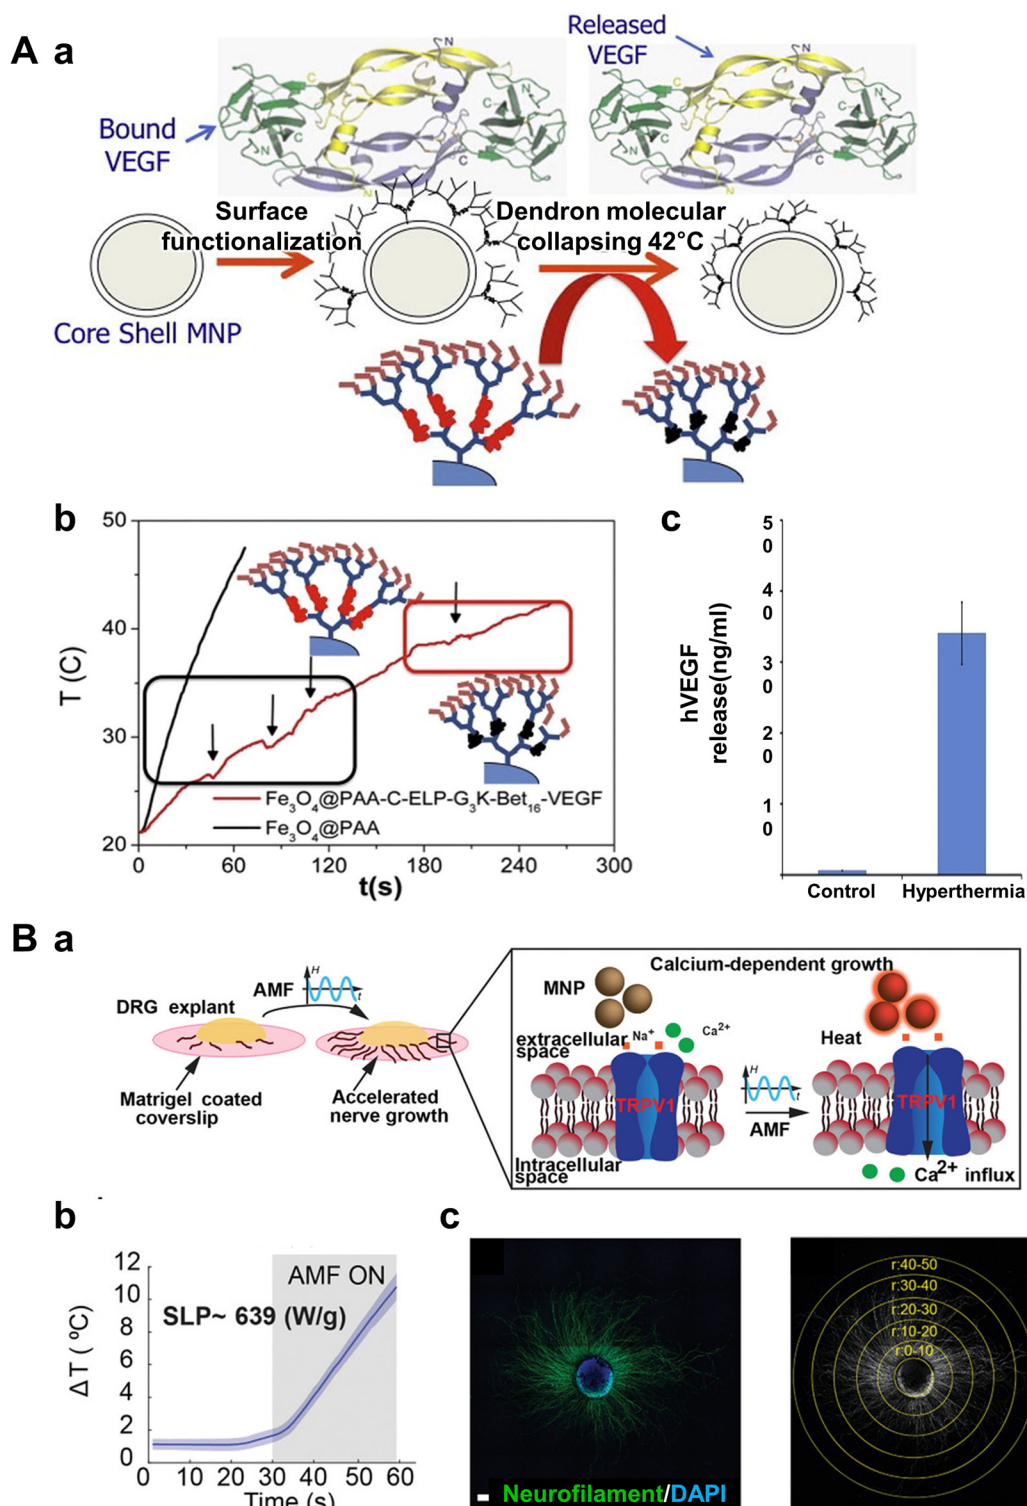 A a
Released
VEGF
Bound
VEGF
N
C
C
N
N
C
N
C
C
N
N
C
Surface
functionalization
Dendron molecular
collapsing 42°C
Core Shell MNP
b
50
40
30
20
T (C)
0
60
120
180
240
300
t(s)
Fe3O4@PAA-C-ELP-G3K-Bet16-VEGF
Fe3O4@PAA
c
5
0
4
0
3
0
2
0
1
0
hVEGF
release(ng/ml)
Control
Hyperthermia
B a
DRG explant
AMF
H
t
Matrigel coated
coverslip
Accelerated
nerve growth
MNP
Calcium-dependent growth
extracellular
space
Na+
Ca2+
Heat
TRPV1
H
t
AMF
TRPV1
Intracellular
space
Ca2+ influx
b
12
10
8
6
4
2
0
ΔT ( ºC)
AMF ON
SLP~ 639 (W/g)
0
10
20
30
40
50
60
Time (s)
c
Neurofilament/DAPI
r:40-50
r:30-40
r:20-30
r:10-20
r:0-10